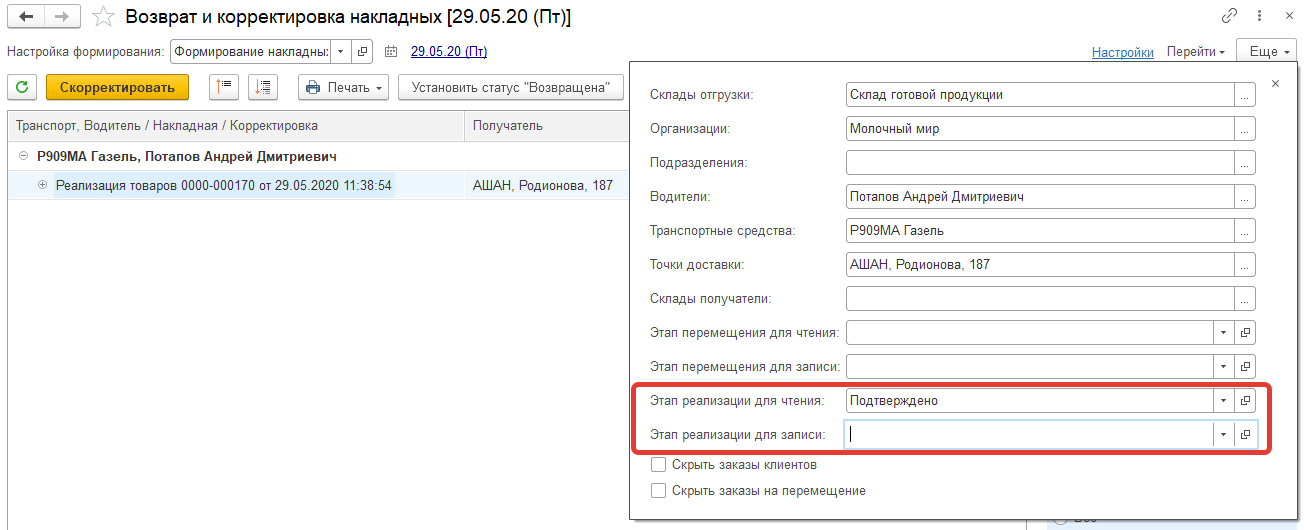 Возврат и корректировка накладных [29.05.20 (Пт)]
Настройка формирования: Формирование накладны: 29.05.20 (Пт) Настройки Перейти Еще
Скорректировать Печать Установить статус "Возвращена"
Транспорт, Водитель / Накладная / Корректировка Получатель
Р909МА Газель, Потапов Андрей Дмитриевич
Реализация товаров 0000-000170 от 29.05.2020 11:38:54 АШАН, Родионова, 187
Склады отгрузки: Склад готовой продукции ...
Организации: Молочный мир ...
Подразделения: ...
Водители: Потапов Андрей Дмитриевич ...
Транспортные средства: Р909МА Газель ...
Точки доставки: АШАН, Родионова, 187 ...
Склады получатели: ...
Этап перемещения для чтения:
Этап перемещения для записи:
Этап реализации для чтения: Подтверждено
Этап реализации для записи:
Скрыть заказы клиентов
Скрыть заказы на перемещение